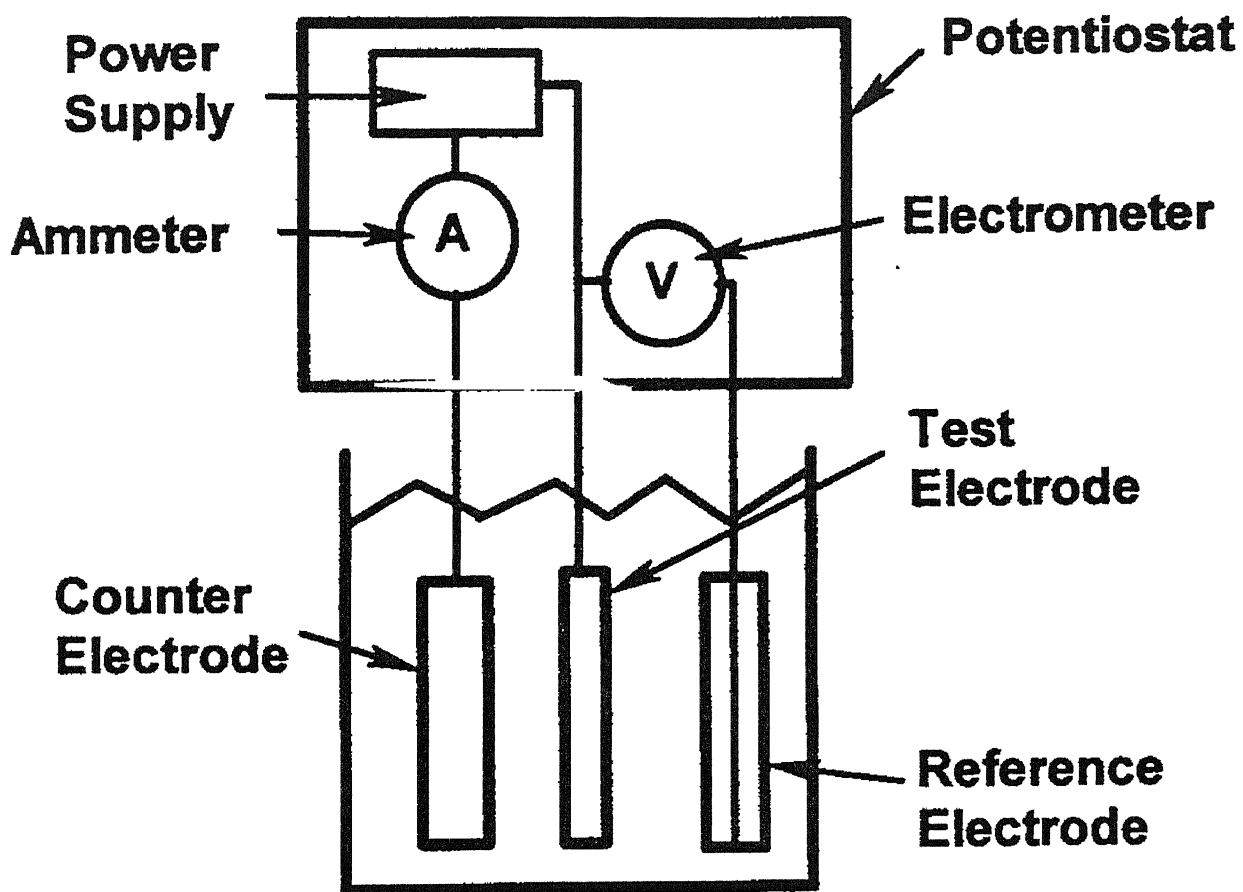 Power
Supply
Potentiostat
Ammeter
A
V
Electrometer
Test
Electrode
Counter
Electrode
Reference
Electrode